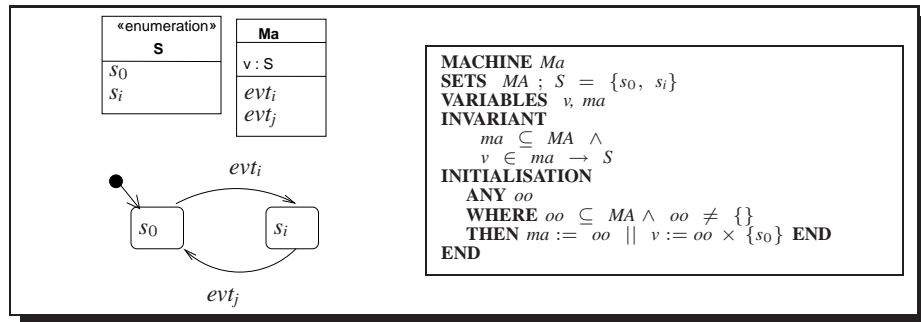 «enumeration»
S
s0
si
Ma
v : S
evti
evtj
evti
s0
si
evtj
MACHINE Ma
SETS MA ; S = {s0, si}
VARIABLES v, ma
INVARIANT
ma ⊆ MA ∧
v ∈ ma → S
INITIALISATION
ANY oo
WHERE oo ⊆ MA ∧ oo ≠ {}
THEN ma := oo || v := oo × {s0} END
END